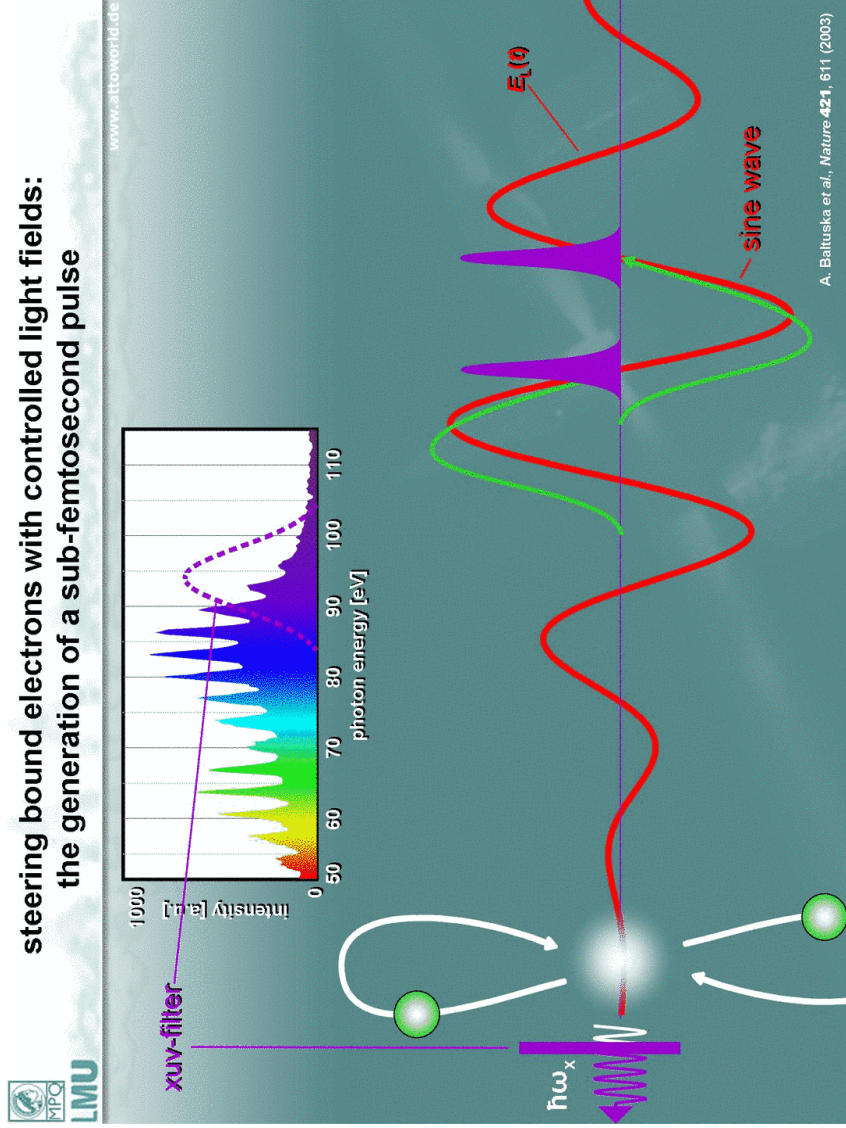 steering bound electrons with controlled light fields:
the generation of a sub-femtosecond pulse
MPQ
LMU
www.attoworld.de
xuv-filter
1000
0
intensity [a.u.]
50 60 70 80 90 100 110
photon energy [eV]
E_L(t)
sine wave
ħω_x
A. Baltuska et al., Nature 421, 611 (2003)